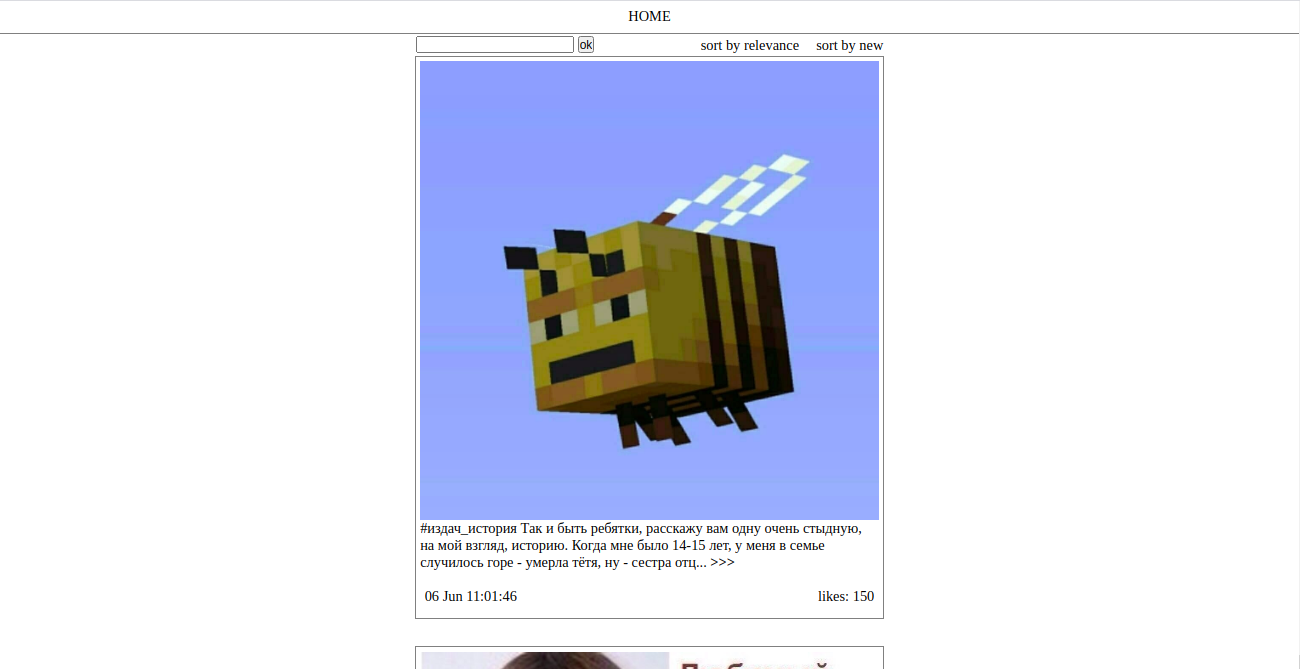 HOME
ok
sort by relevance sort by new
#издач_история Так и быть ребятки, расскажу вам одну очень стыдную,
на мой взгляд, историю. Когда мне было 14-15 лет, у меня в семье
случилось горе - умерла тётя, ну - сестра отц... >>>
06 Jun 11:01:46 likes: 150